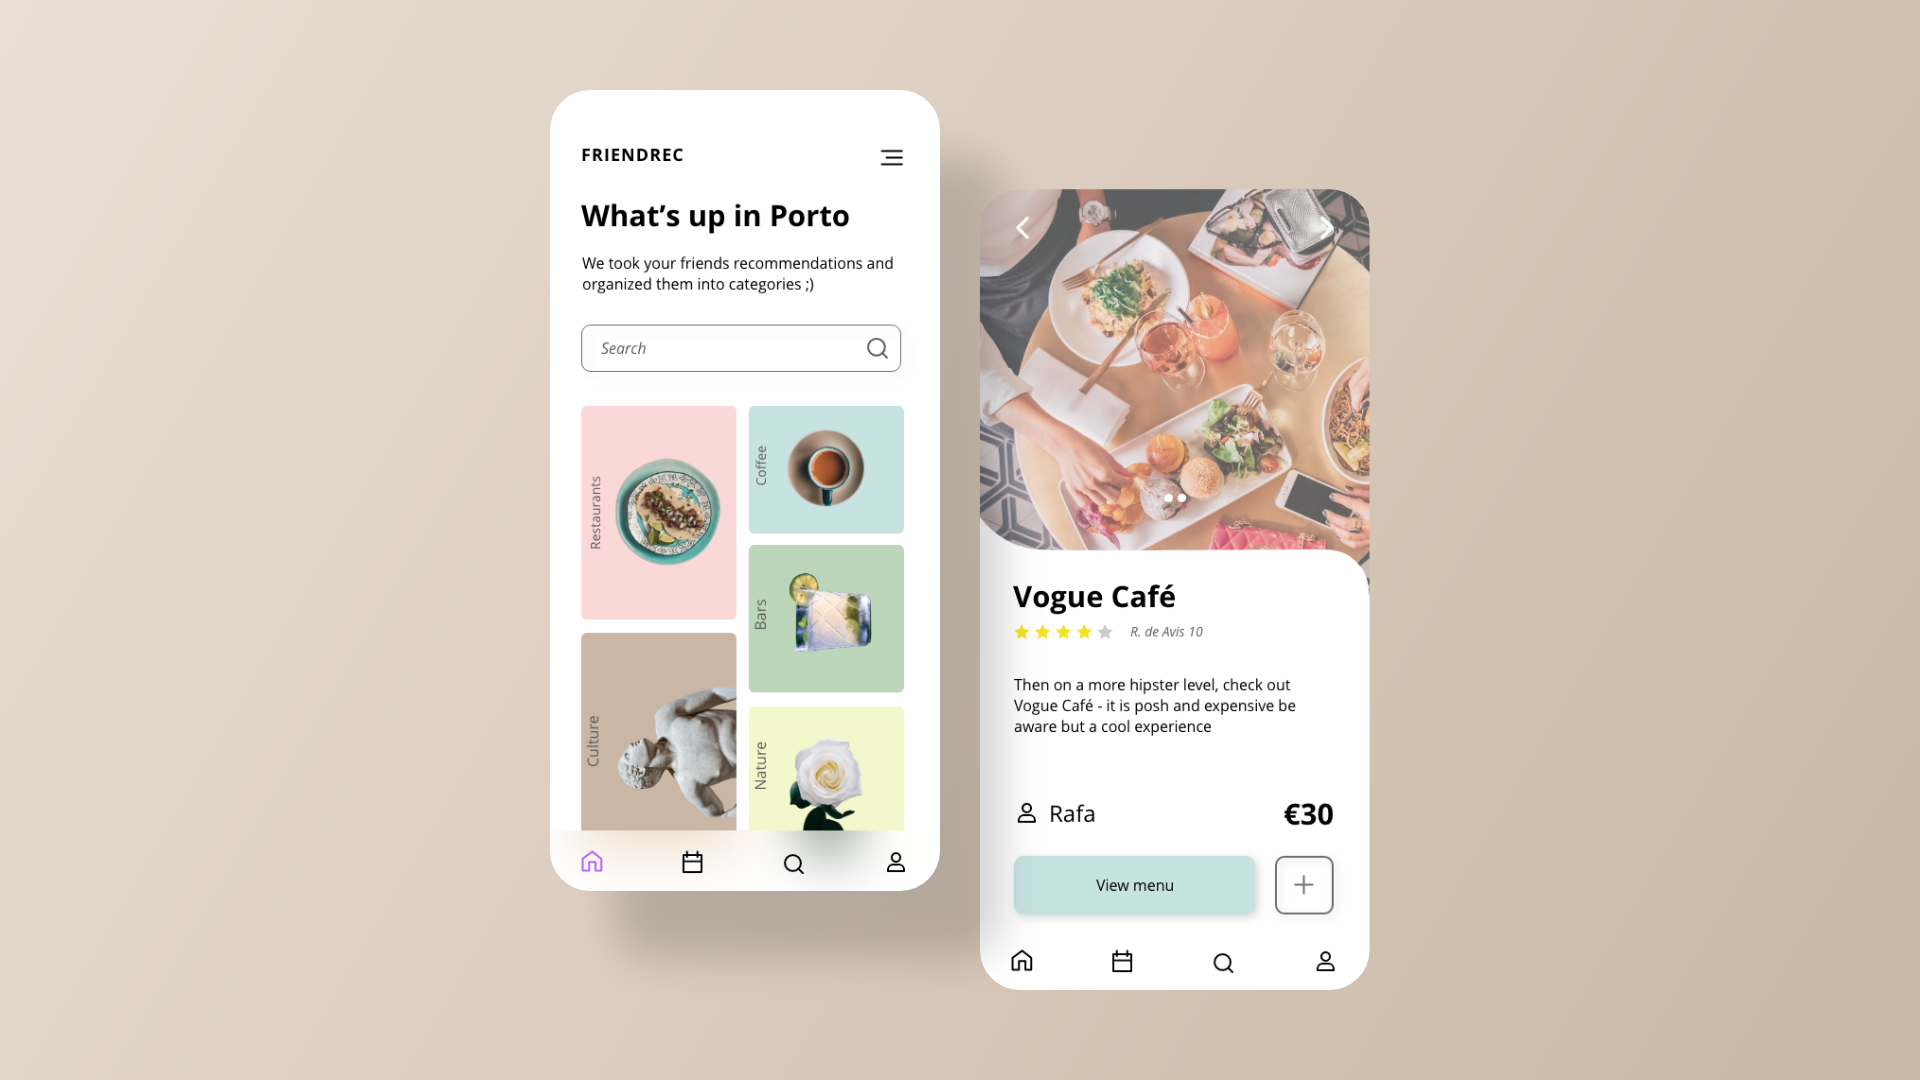 FRIENDREC
What’s up in Porto
We took your friends recommendations and
organized them into categories ;)
Search
Restaurants
Coffee
Bars
Culture
Nature
Vogue Café
R. de Avis 10
Then on a more hipster level, check out
Vogue Café - it is posh and expensive be
aware but a cool experience
Rafa
€30
View menu